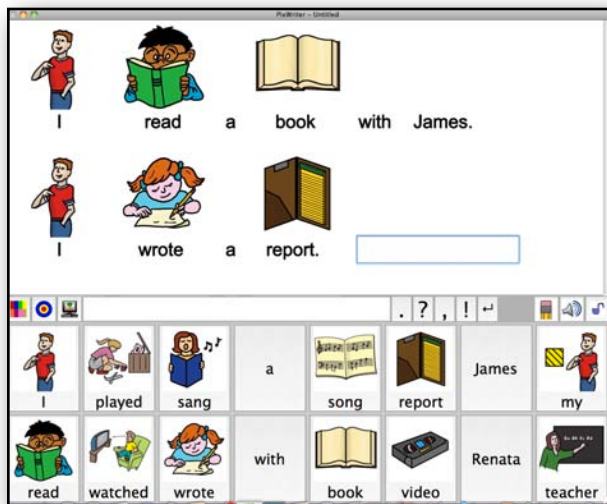 PixWriter - Untitled
I read a book with James.
I wrote a report.
. ? , ! ↵
I played sang a song report James my
read watched wrote with book video Renata teacher